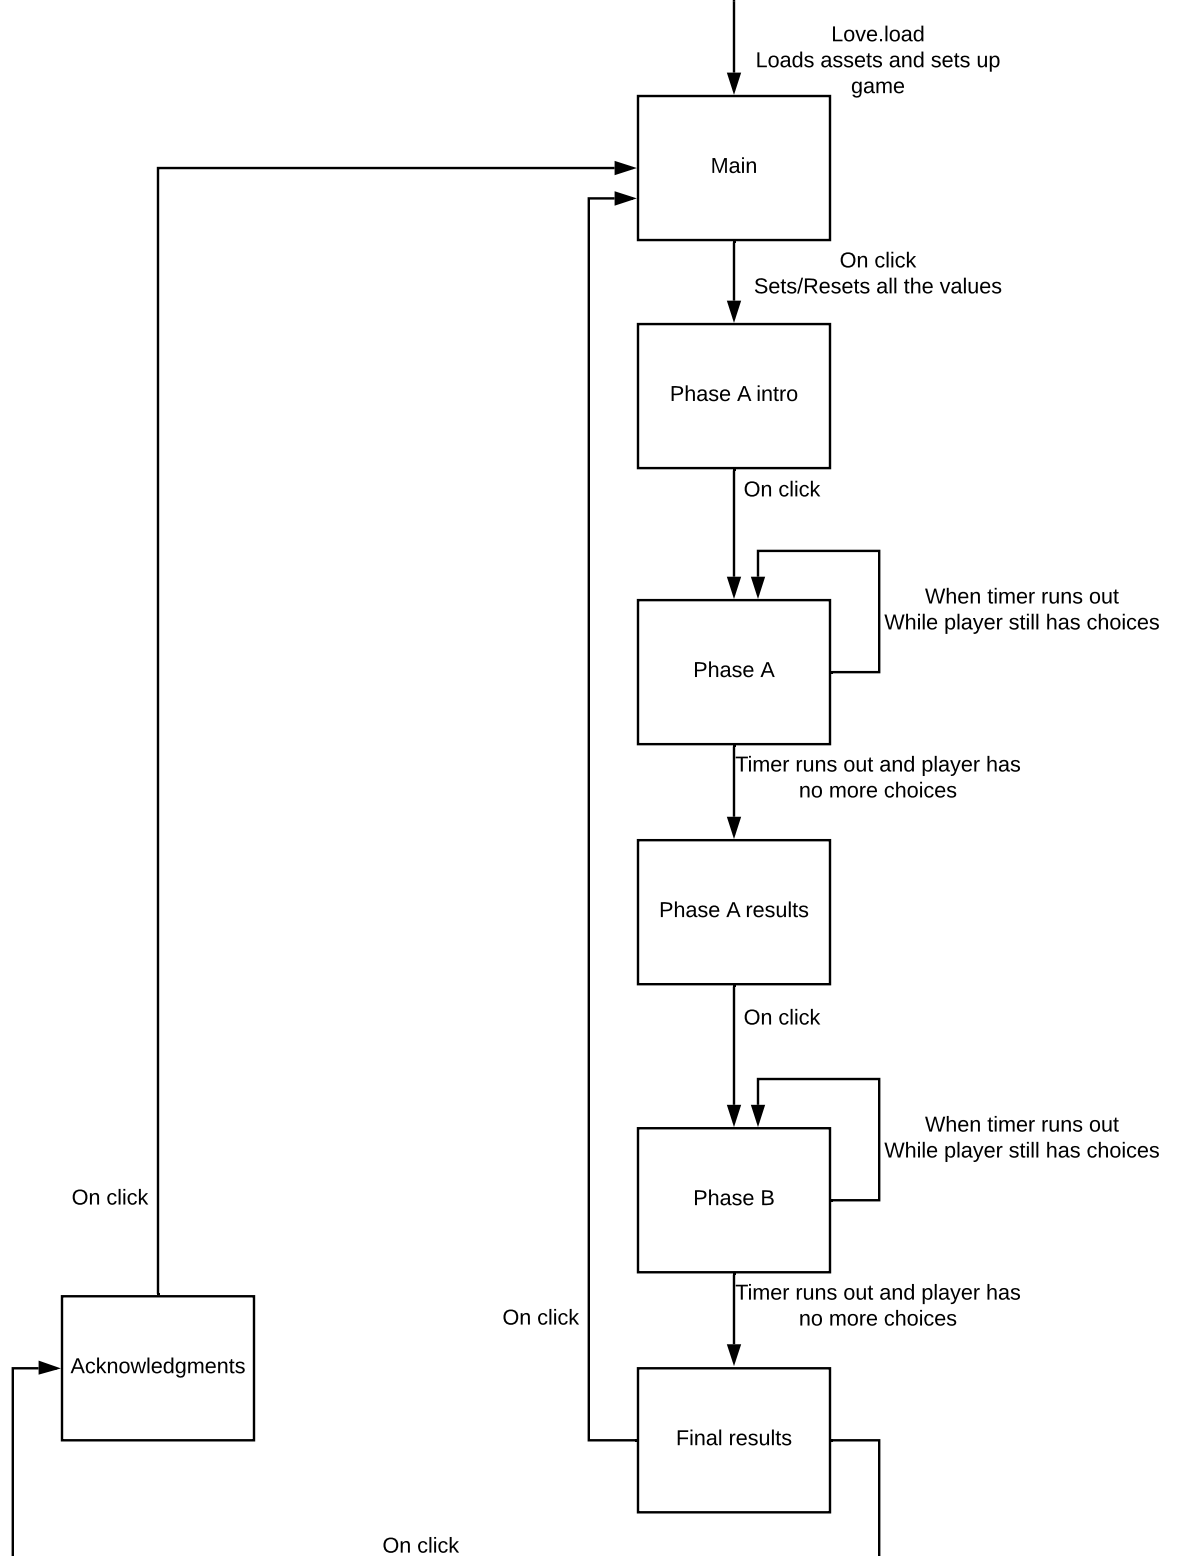 Love.load
Loads assets and sets up
game
Main
On click
Sets/Resets all the values
Phase A intro
On click
When timer runs out
While player still has choices
Phase A
Timer runs out and player has
no more choices
Phase A results
On click
When timer runs out
While player still has choices
Phase B
On click
Timer runs out and player has
no more choices
On click
Acknowledgments
Final results
On click